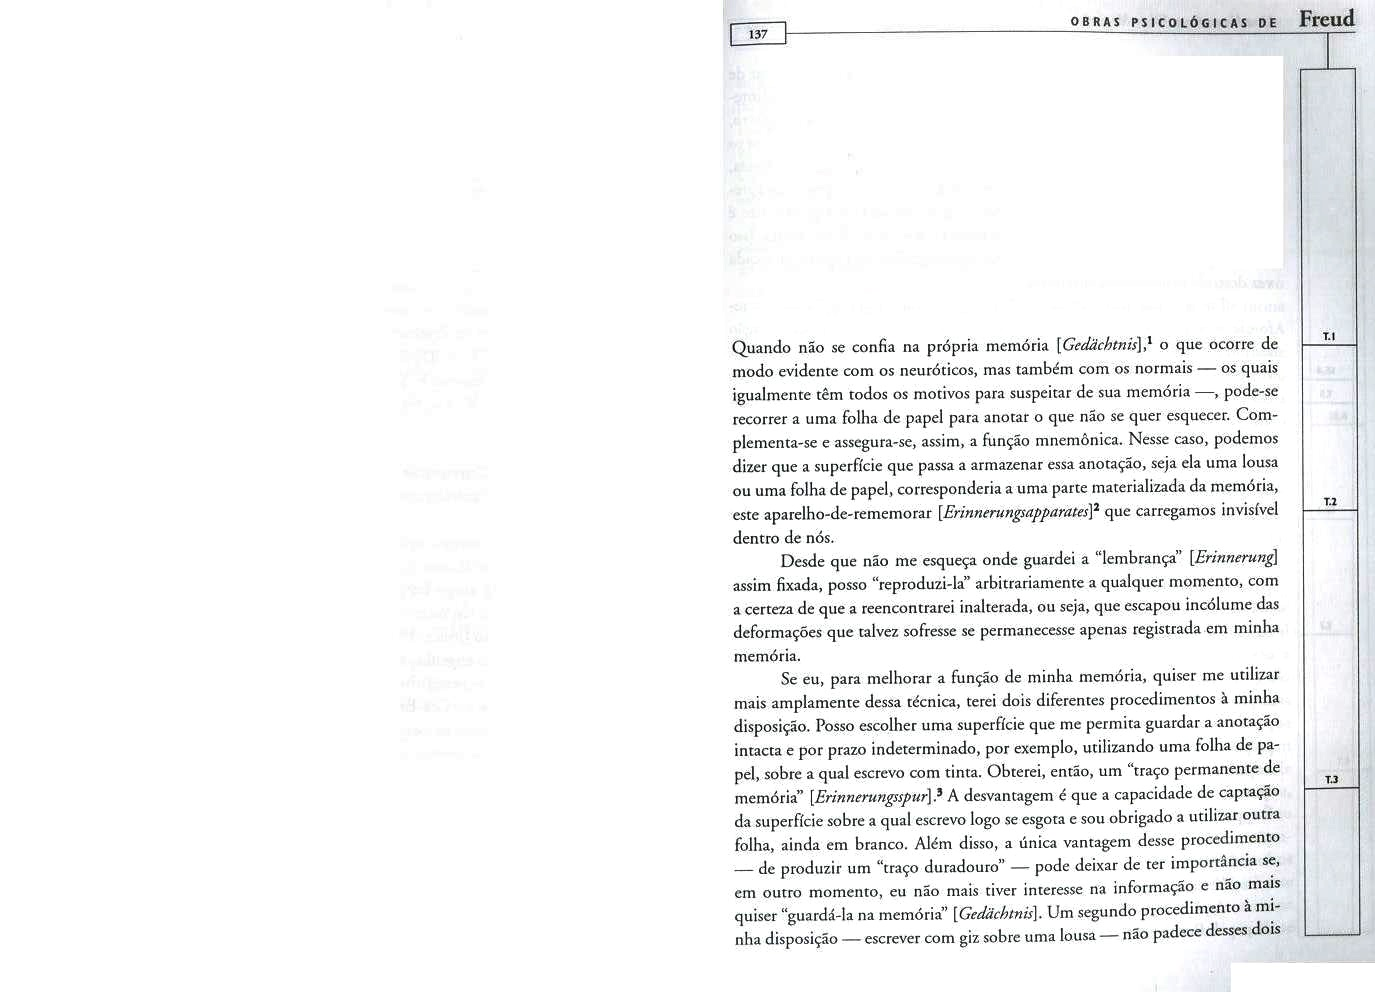 137
OBRAS PSICOLÓGICAS DE Freud
Quando não se confia na própria memória [Gedächtnis],¹ o que ocorre de
modo evidente com os neuróticos, mas também com os normais — os quais
igualmente têm todos os motivos para suspeitar de sua memória —, pode-se
recorrer a uma folha de papel para anotar o que não se quer esquecer. Com-
plementa-se e assegura-se, assim, a função mnemônica. Nesse caso, podemos
dizer que a superfície que passa a armazenar essa anotação, seja ela uma lousa
ou uma folha de papel, corresponderia a uma parte materializada da memória,
este aparelho-de-rememorar [Erinnerungsapparates]² que carregamos invisível
dentro de nós.
Desde que não me esqueça onde guardei a “lembrança” [Erinnerung]
assim fixada, posso “reproduzi-la” arbitrariamente a qualquer momento, com
a certeza de que a reencontrarei inalterada, ou seja, que escapou incólume das
deformações que talvez sofresse se permanecesse apenas registrada em minha
memória.
Se eu, para melhorar a função de minha memória, quiser me utilizar
mais amplamente dessa técnica, terei dois diferentes procedimentos à minha
disposição. Posso escolher uma superfície que me permita guardar a anotação
intacta e por prazo indeterminado, por exemplo, utilizando uma folha de pa-
pel, sobre a qual escrevo com tinta. Obterei, então, um “traço permanente de
memória” [Erinnerungsspur].³ A desvantagem é que a capacidade de captação
da superfície sobre a qual escrevo logo se esgota e sou obrigado a utilizar outra
folha, ainda em branco. Além disso, a única vantagem desse procedimento
— de produzir um “traço duradouro” — pode deixar de ter importância se,
em outro momento, eu não mais tiver interesse na informação e não mais
quiser “guardá-la na memória” [Gedächtnis]. Um segundo procedimento à mi-
nha disposição — escrever com giz sobre uma lousa — não padece desses dois
T.1
T.2
T.3